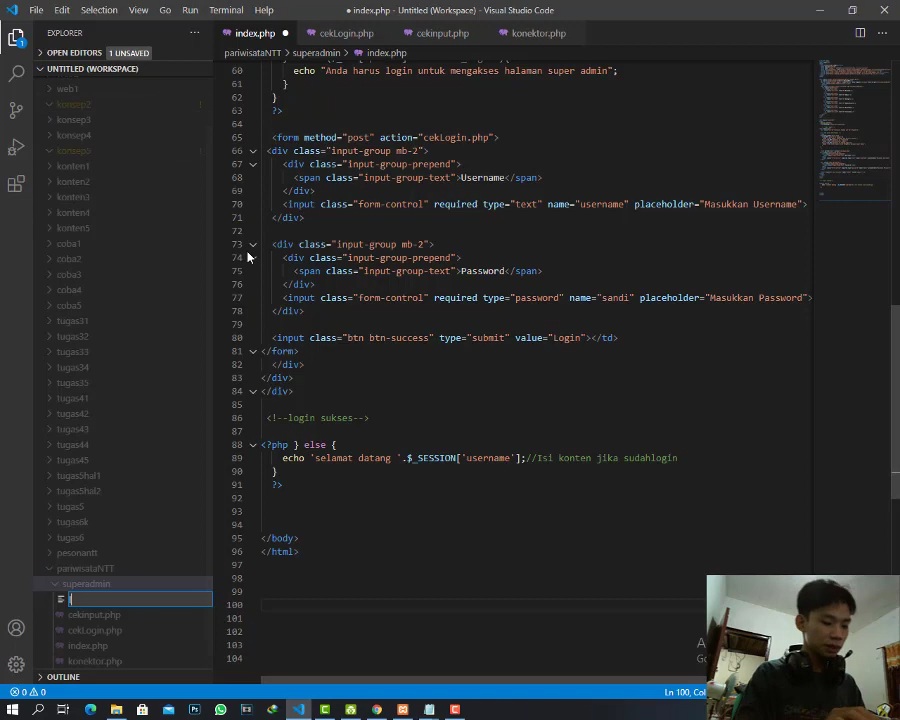 File Edit Selection View Go Run Terminal Help
● index.php - Untitled (Workspace) - Visual Studio Code
EXPLORER
index.php
cekLogin.php
cekinput.php
konektor.php
OPEN EDITORS 1 UNSAVED
pariwisataNTT > superadmin > index.php
UNTITLED (WORKSPACE)
web1
konsep2
konsep3
konsep4
konten1
konten2
konten3
konten4
konten5
coba1
coba2
coba3
coba4
coba5
tugas31
tugas32
tugas33
tugas34
tugas35
tugas41
tugas42
tugas43
tugas44
tugas45
tugas5hal1
tugas5hal2
tugas5
tugas6k
tugas6
pesonantt
pariwisataNTT
superadmin
cekinput.php
cekLogin.php
index.php
konektor.php
OUTLINE
60 echo "Anda harus login untuk mengakses halaman super admin";
61 }
62 }
63 ?>
64
65 <form method="post" action="cekLogin.php">
66 <div class="input-group mb-2">
67 <div class="input-group-prepend">
68 <span class="input-group-text">Username</span>
69 </div>
70 <input class="form-control" required type="text" name="username" placeholder="Masukkan Username">
71 </div>
72
73 <div class="input-group mb-2">
74 <div class="input-group-prepend">
75 <span class="input-group-text">Password</span>
76 </div>
77 <input class="form-control" required type="password" name="sandi" placeholder="Masukkan Password">
78 </div>
79
80 <input class="btn btn-success" type="submit" value="Login"></td>
81 </form>
82 </div>
83 </div>
84 </div>
85
86 <!--login sukses-->
87
88 <?php } else {
89 echo 'selamat datang '.$_SESSION['username'];//Isi konten jika sudahlogin
90 }
91 ?>
92
93
94
95 </body>
96 </html>
97
98
99
100
101
102
103
104
0 0 0
Ln 100, Col